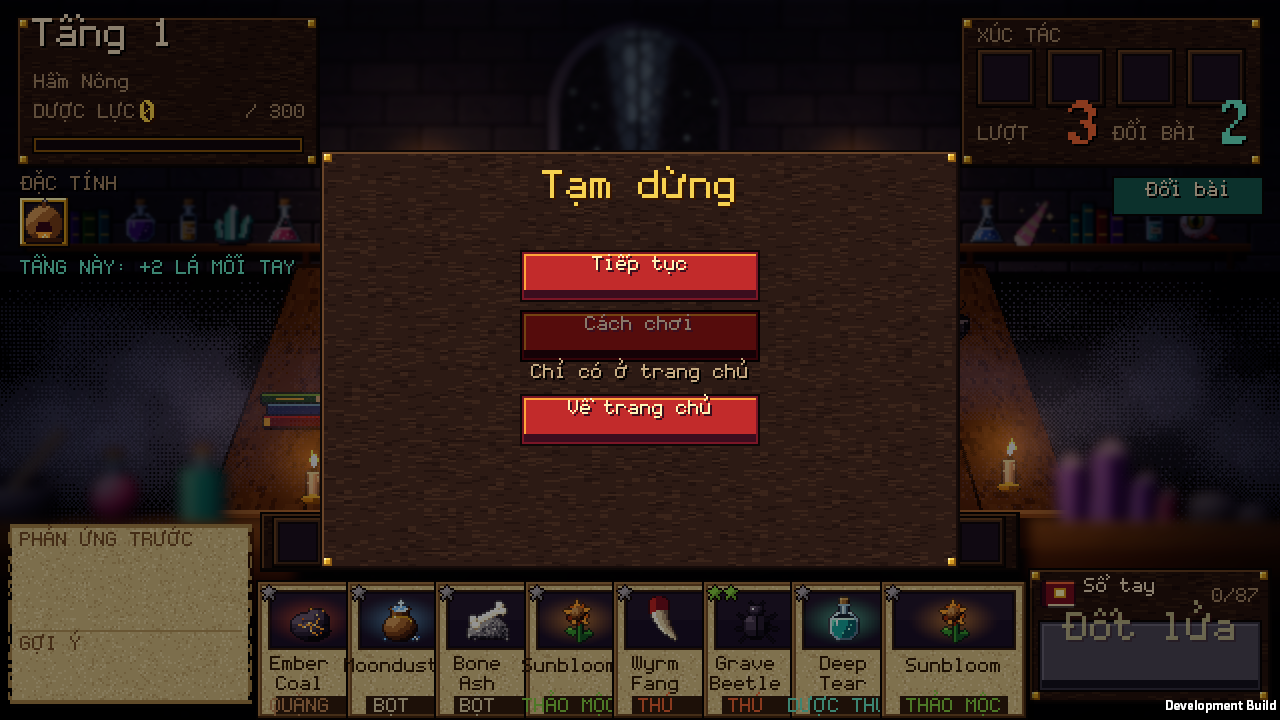 Tầng 1
Hầm Nông
DƯỢC LỰC 0 / 300
ĐẶC TÍNH
TẦNG NÀY: +2 LÁ MỖI TAY
XÚC TÁC
LƯỢT 3 ĐỔI BÀI 2
Đổi bài
Tạm dừng
Tiếp tục
Cách chơi
Chỉ có ở trang chủ
Về trang chủ
PHẢN ỨNG TRƯỚC
GỢI Ý
Ember Coal
QUẶNG
Moondust
BỘT
Bone Ash
BỘT
Sunbloom
THẢO MỘC
Wyrm Fang
THÚ
Grave Beetle
THÚ
Deep Tear
DƯỢC THỦ
Sunbloom
THẢO MỘC
Sổ tay
0/87
Đốt lửa
Development Build